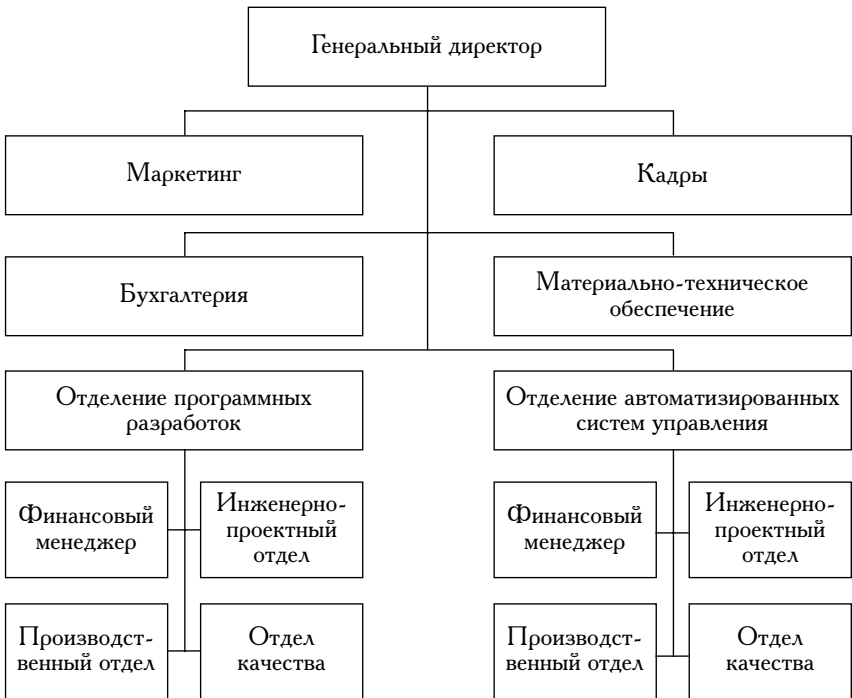 Генеральный директор
Маркетинг
Кадры
Бухгалтерия
Материально-техническое
обеспечение
Отделение программных
разработок
Отделение автоматизированных
систем управления
Финансовый
менеджер
Инженерно-
проектный
отдел
Финансовый
менеджер
Инженерно-
проектный
отдел
Производст-
венный отдел
Отдел
качества
Производст-
венный отдел
Отдел
качества